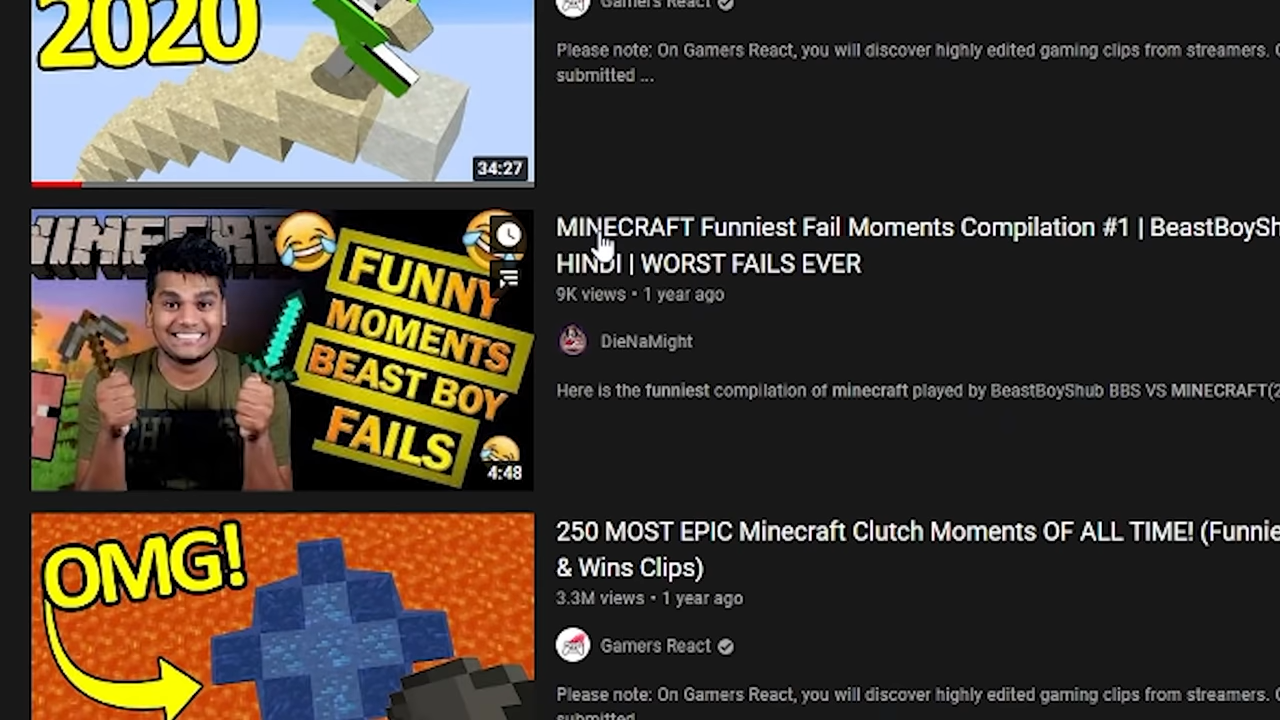 2020
34:27
Gamers React
Please note: On Gamers React, you will discover highly edited gaming clips from streamers.
submitted ...
MINECRAFT Funniest Fail Moments Compilation #1 | BeastBoySh
HINDI | WORST FAILS EVER
9K views • 1 year ago
DieNaMight
Here is the funniest compilation of minecraft played by BeastBoyShub BBS VS MINECRAFT(2
MINECR
FUNNY
MOMENTS
BEAST BOY
FAILS
4:48
250 MOST EPIC Minecraft Clutch Moments OF ALL TIME! (Funnie
& Wins Clips)
3.3M views • 1 year ago
Gamers React
Please note: On Gamers React, you will discover highly edited gaming clips from streamers.
submitted
OMG!